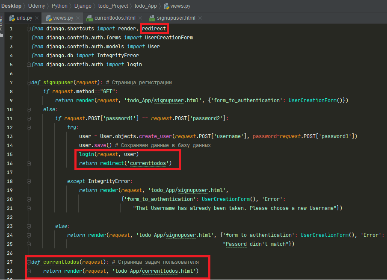 Desktop Udemy Python Django todo_Project todo_App views.py
urls.py views.py currenttodos.html signupuser.html
1 from django.shortcuts import render, redirect
2 from django.contrib.auth.forms import UserCreationForm
3 from django.contrib.auth.models import User
4 from django.db import IntegrityError
5 from django.contrib.auth import login
6
7
8 def signupuser(request): # Страница регистрации
9 if request.method == "GET":
10 return render(request, 'todo_App/signupuser.html', {'form_to_authentication': UserCreationForm()})
11 else:
12 if request.POST['password1'] == request.POST['password2']:
13 try:
14 user = User.objects.create_user(request.POST['username'], password=request.POST['password1'])
15 user.save() # Сохраняем данные в базу данных
16 login(request, user)
17 return redirect('currenttodos')
18
19 except IntegrityError:
20 return render(request, 'todo_App/signupuser.html',
21 {'form_to_authentication': UserCreationForm(), 'Error':
22 "That Username has already been taken. Please choose a new Username"})
23
24 else:
25 return render(request, 'todo_App/signupuser.html', {'form_to_authentication': UserCreationForm(), 'Error':
26 "Password didn't match"})
27 def currenttodos(request): # Страница задач пользователя
28 return render(request, 'todo_App/currenttodos.html')